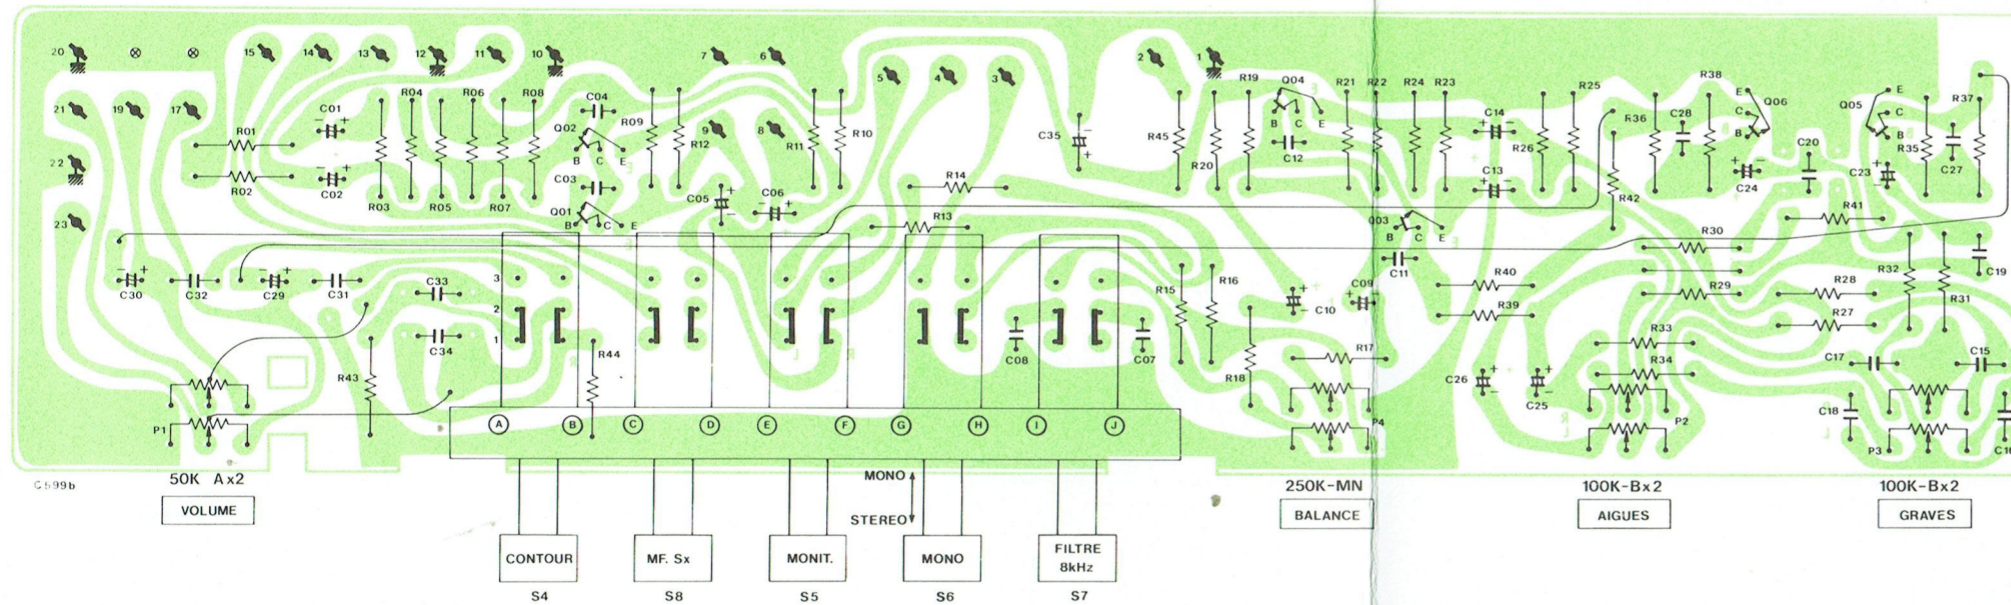 20 15 14 13 12 11 10 7 6 5 4 3 2 1
21 19 17 9 8
22
23
R01 R02 C01 - + C02 - +
R04 R06 R08
R03 R05 R07
C04 Q02 B C E
C03 Q01 B C E
R09 R12 R11 R10
C05 + - C06 - +
R14
R13
C35 - +
R45 R20 R19
Q04 B C E
C12
R21 R22 R24 R23
Q03 B C E
C11
C14 + -
C13 + -
R26 R25
R42
R36 C28 R38
E C B Q06
C24 + -
C20
Q05 E C B
C23 + -
R35 C27 R37
R41
R30
R29
R40
R39
R28
R27
R32 R31 C19
R33
R34
C17 C15
C18 C16
C30 - + C32 C29 - + C31
C33
C34
R43 R44
3
2
1
C08 C07
R15 R16
C10 + -
C09 + -
R17
R18
C26 + -
C25 + -
P1 P4 P2 P3
A B C D E F G H I J
C599b
50K Ax2
VOLUME
MONO
STEREO
250K-MN
BALANCE
100K-Bx2
AIGUES
100K-Bx2
GRAVES
CONTOUR
MF. Sx
MONIT.
MONO
FILTRE
8kHz
S4 S8 S5 S6 S7